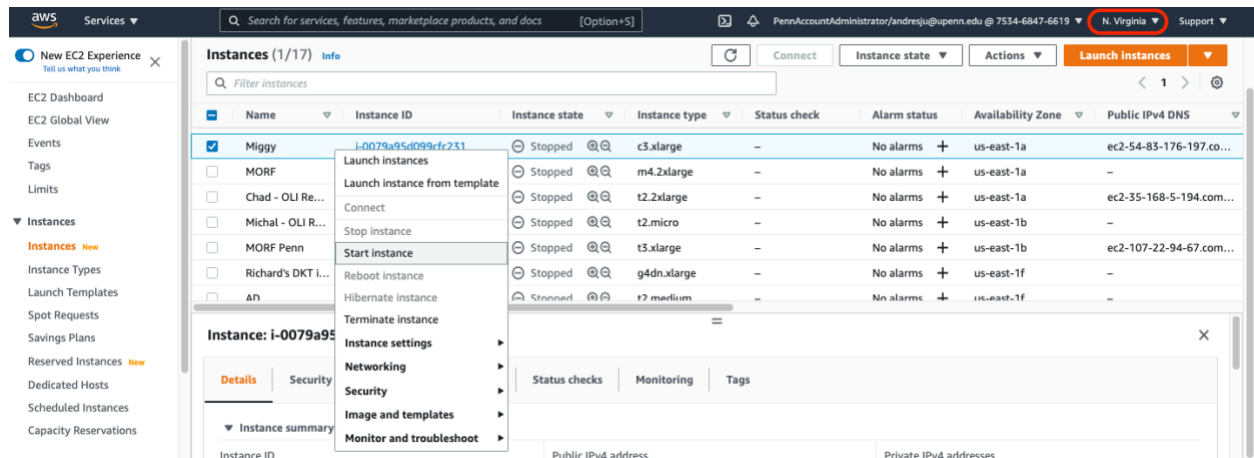 aws Services ▼ Search for services, features, marketplace products, and docs [Option+S] PennAccountAdministrator/andresju@upenn.edu @ 7534-6847-6619 ▼ N. Virginia ▼ Support ▼
New EC2 Experience
Tell us what you think
EC2 Dashboard
EC2 Global View
Events
Tags
Limits
▼ Instances
Instances New
Instance Types
Launch Templates
Spot Requests
Savings Plans
Reserved Instances New
Dedicated Hosts
Scheduled Instances
Capacity Reservations
Instances (1/17) Info Connect Instance state ▼ Actions ▼ Launch instances ▼
Filter instances
1
Name Instance ID Instance state Instance type Status check Alarm status Availability Zone Public IPv4 DNS
Miggy i-0079a95d099cfc231 Stopped c3.xlarge – No alarms + us-east-1a ec2-54-83-176-197.co...
MORF Stopped m4.2xlarge – No alarms + us-east-1a –
Chad - OLI Re... Stopped t2.2xlarge – No alarms + us-east-1a ec2-35-168-5-194.com...
Michal - OLI R... Stopped t2.micro – No alarms + us-east-1b –
MORF Penn Stopped t3.xlarge – No alarms + us-east-1b ec2-107-22-94-67.com...
Richard's DKT i... Stopped g4dn.xlarge – No alarms + us-east-1f –
AD Stopped t2.medium – No alarms + us-east-1f –
Launch instances
Launch instance from template
Connect
Stop instance
Start instance
Reboot instance
Hibernate instance
Terminate instance
Instance settings
Networking
Security
Image and templates
Monitor and troubleshoot
Instance: i-0079a95
Details Security Status checks Monitoring Tags
▼ Instance summary
Instance ID Public IPv4 address Private IPv4 addresses